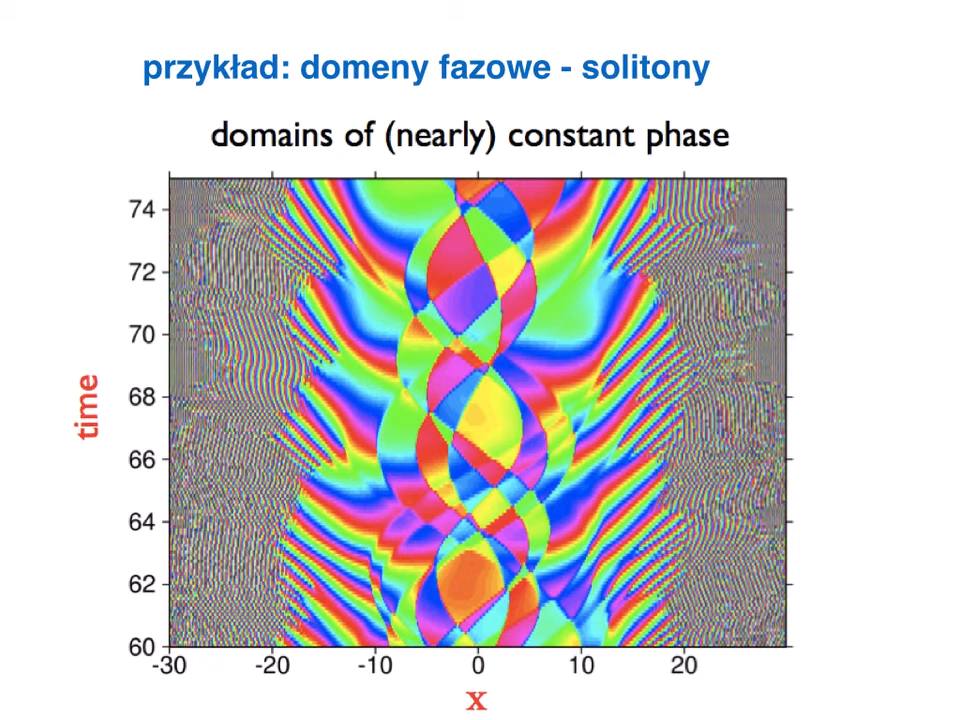 przykład: domeny fazowe - solitony
domains of (nearly) constant phase
74
72
70
68
66
64
62
60
time
-30 -20 -10 0 10 20
x